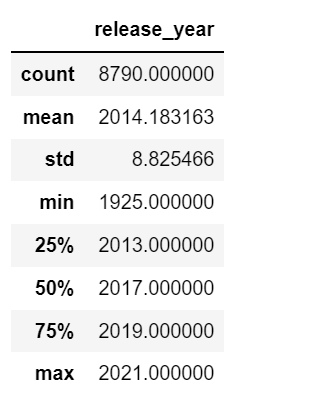 release_year
count 8790.000000
mean 2014.183163
std 8.825466
min 1925.000000
25% 2013.000000
50% 2017.000000
75% 2019.000000
max 2021.000000